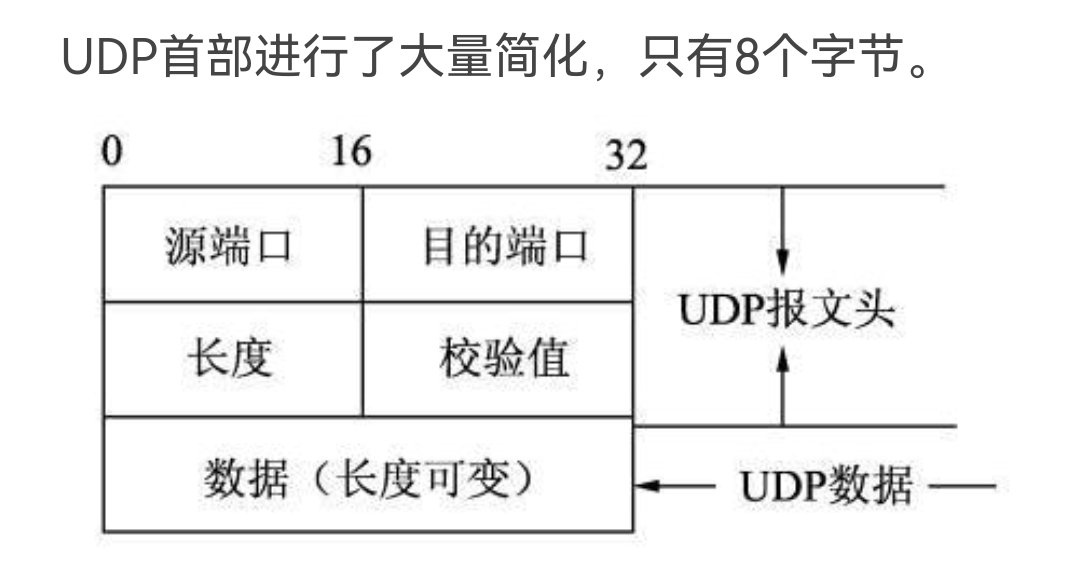 UDP首部进行了大量简化，只有8个字节。
0 16 32
源端口 目的端口
UDP报文头
长度 校验值
数据（长度可变） UDP数据